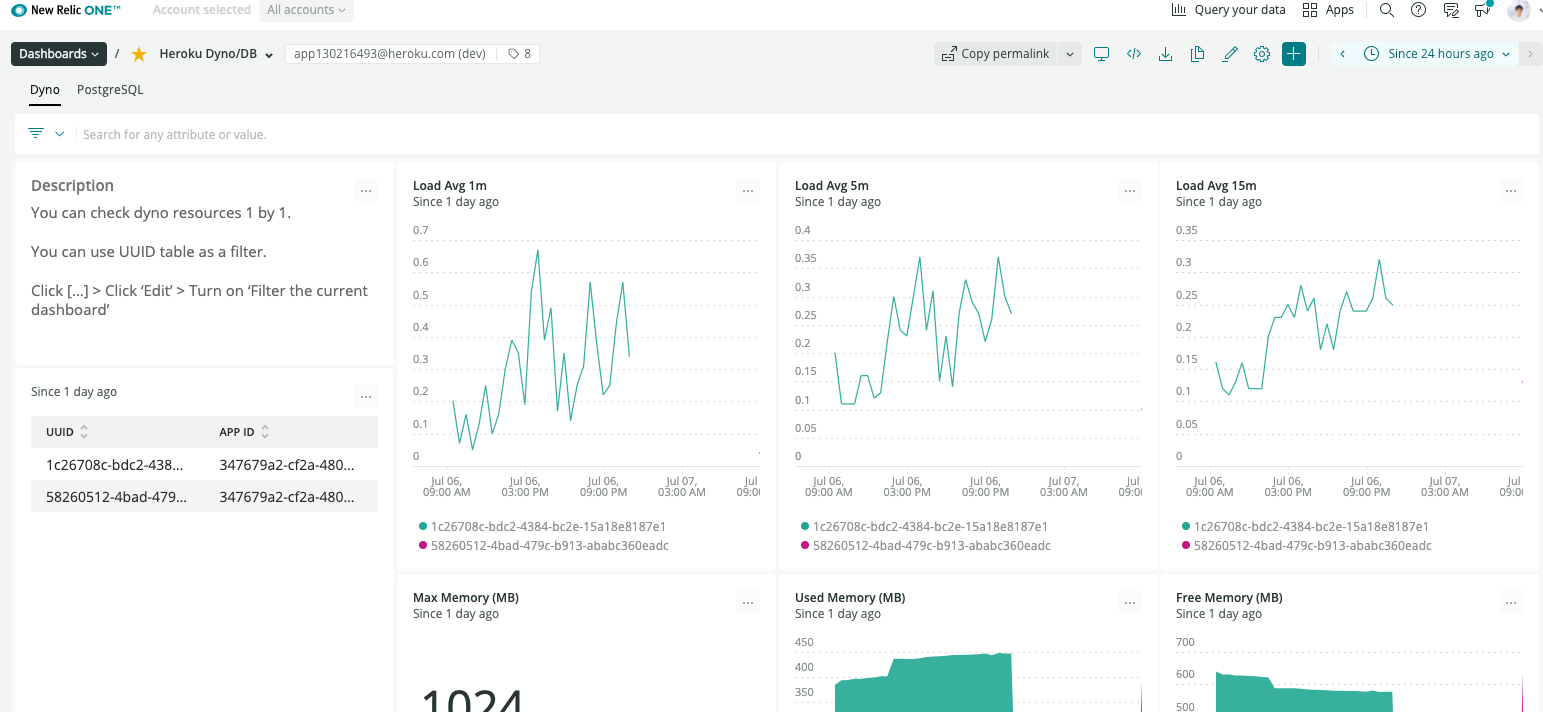 New Relic ONE™
Account selected
All accounts
Query your data
Apps
Dashboards
/
Heroku Dyno/DB
app130216493@heroku.com (dev)
8
Copy permalink
Since 24 hours ago
Dyno
PostgreSQL
Search for any attribute or value.
Description
You can check dyno resources 1 by 1.
You can use UUID table as a filter.
Click [...] > Click ‘Edit’ > Turn on ‘Filter the current
dashboard’
Since 1 day ago
UUID
APP ID
1c26708c-bdc2-438...
347679a2-cf2a-480...
58260512-4bad-479...
347679a2-cf2a-480...
Load Avg 1m
Since 1 day ago
0.7
0.6
0.5
0.4
0.3
0.2
0.1
0
Jul 06,
09:00 AM
Jul 06,
03:00 PM
Jul 06,
09:00 PM
Jul 07,
03:00 AM
Jul
09:0
1c26708c-bdc2-4384-bc2e-15a18e8187e1
58260512-4bad-479c-b913-ababc360eadc
Load Avg 5m
Since 1 day ago
0.4
0.35
0.3
0.25
0.2
0.15
0.1
0.05
0
Jul 06,
09:00 AM
Jul 06,
03:00 PM
Jul 06,
09:00 PM
Jul 07,
03:00 AM
Jul
09:0
1c26708c-bdc2-4384-bc2e-15a18e8187e1
58260512-4bad-479c-b913-ababc360eadc
Load Avg 15m
Since 1 day ago
0.35
0.3
0.25
0.2
0.15
0.1
0.05
0
Jul 06,
09:00 AM
Jul 06,
03:00 PM
Jul 06,
09:00 PM
Jul 07,
03:00 AM
Jul
09:0
1c26708c-bdc2-4384-bc2e-15a18e8187e1
58260512-4bad-479c-b913-ababc360eadc
Max Memory (MB)
Since 1 day ago
1024
Used Memory (MB)
Since 1 day ago
450
400
350
Free Memory (MB)
Since 1 day ago
700
600
500